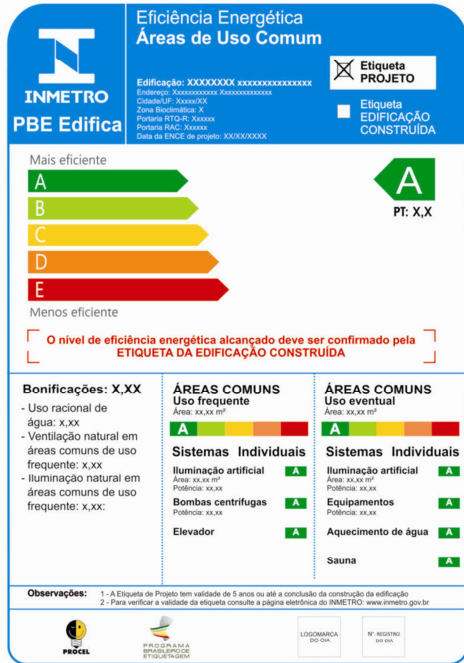 INMETRO
PBE Edifica
Eficiência Energética
Áreas de Uso Comum
Edificação: XXXXXXXX xxxxxxxxxxxxxxx
Endereço: Xxxxxxxxxxxx Xxxxxxxxxxxxxx
Cidade/UF: Xxxxx/XX
Zona Bioclimática: X
Portaria RTQ-R: Xxxxxx
Portaria RAC: Xxxxxx
Data da ENCE de projeto: XX/XX/XXXX
Etiqueta
PROJETO
Etiqueta
EDIFICAÇÃO
CONSTRUÍDA
Mais eficiente
A
B
C
D
E
Menos eficiente
A
PT: X,X
O nível de eficiência energética alcançado deve ser confirmado pela
ETIQUETA DA EDIFICAÇÃO CONSTRUÍDA
Bonificações: X,XX
- Uso racional de
água: x,xx
- Ventilação natural em
áreas comuns de uso
frequente: x,xx
- Iluminação natural em
áreas comuns de uso
frequente: x,xx:
ÁREAS COMUNS
Uso frequente
Área: xx,xx m²
A
Sistemas Individuais
Iluminação artificial A
Área: xx,xx m²
Potência: xx,xx
Bombas centrífugas A
Potência: xx,xx
Elevador A
ÁREAS COMUNS
Uso eventual
Área: xx,xx m²
A
Sistemas Individuais
Iluminação artificial A
Área: xx,xx m²
Potência: xx,xx
Equipamentos A
Potência: xx,xx
Aquecimento de água A
Sauna A
Observações: 1 - A Etiqueta de Projeto tem validade de 5 anos ou até a conclusão da construção da edificação
2 - Para verificar a validade da etiqueta consulte a página eletrônica do INMETRO: www.inmetro.gov.br
PROCEL
PROGRAMA
BRASILEIRO DE
ETIQUETAGEM
LOGOMARCA
DO OIA
Nº. REGISTRO
DO OIA